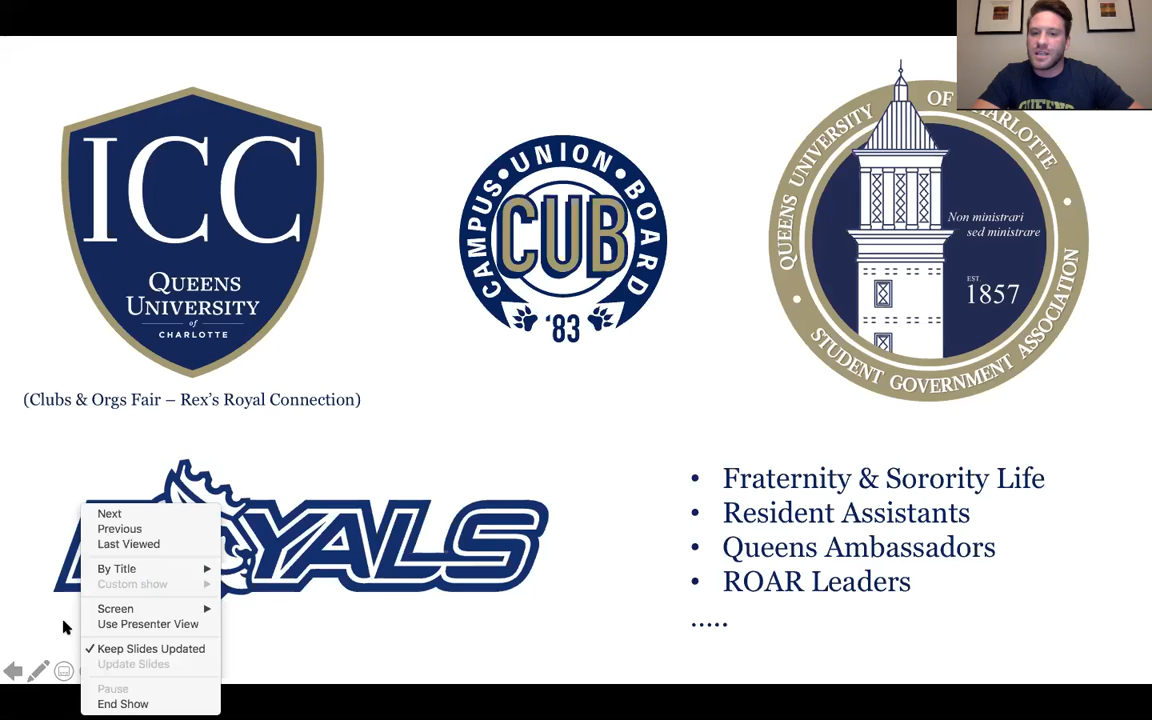 ICC
QUEENS
UNIVERSITY
of
CHARLOTTE
(Clubs & Orgs Fair – Rex's Royal Connection)
CAMPUS • UNION • BOARD
CUB
'83
QUEENS UNIVERSITY OF CHARLOTTE
Non ministrari
sed ministrare
EST
1857
STUDENT GOVERNMENT ASSOCIATION
QUEENS
ROYALS
• Fraternity & Sorority Life
• Resident Assistants
• Queens Ambassadors
• ROAR Leaders
.....
Next
Previous
Last Viewed
By Title
Custom show
Screen
Use Presenter View
✓ Keep Slides Updated
Update Slides
Pause
End Show